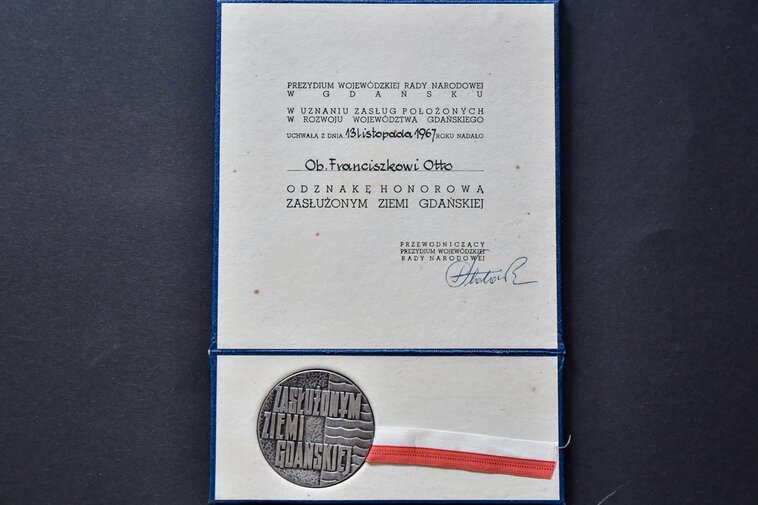 PREZYDIUM WOJEWÓDZKIEJ RADY NARODOWEJ
W GDAŃSKU
W UZNANIU ZASŁUG POŁOŻONYCH
W ROZWOJU WOJEWÓDZTWA GDAŃSKIEGO
UCHWAŁĄ Z DNIA 13 Listopada 1967 ROKU NADAŁO
Ob. Franciszkowi Otto
ODZNAKĘ HONOROWĄ
ZASŁUŻONYM ZIEMI GDAŃSKIEJ
PRZEWODNICZĄCY
PREZYDIUM WOJEWÓDZKIEJ
RADY NARODOWEJ
ZASŁUŻONYM
ZIEMI
GDAŃSKIEJ